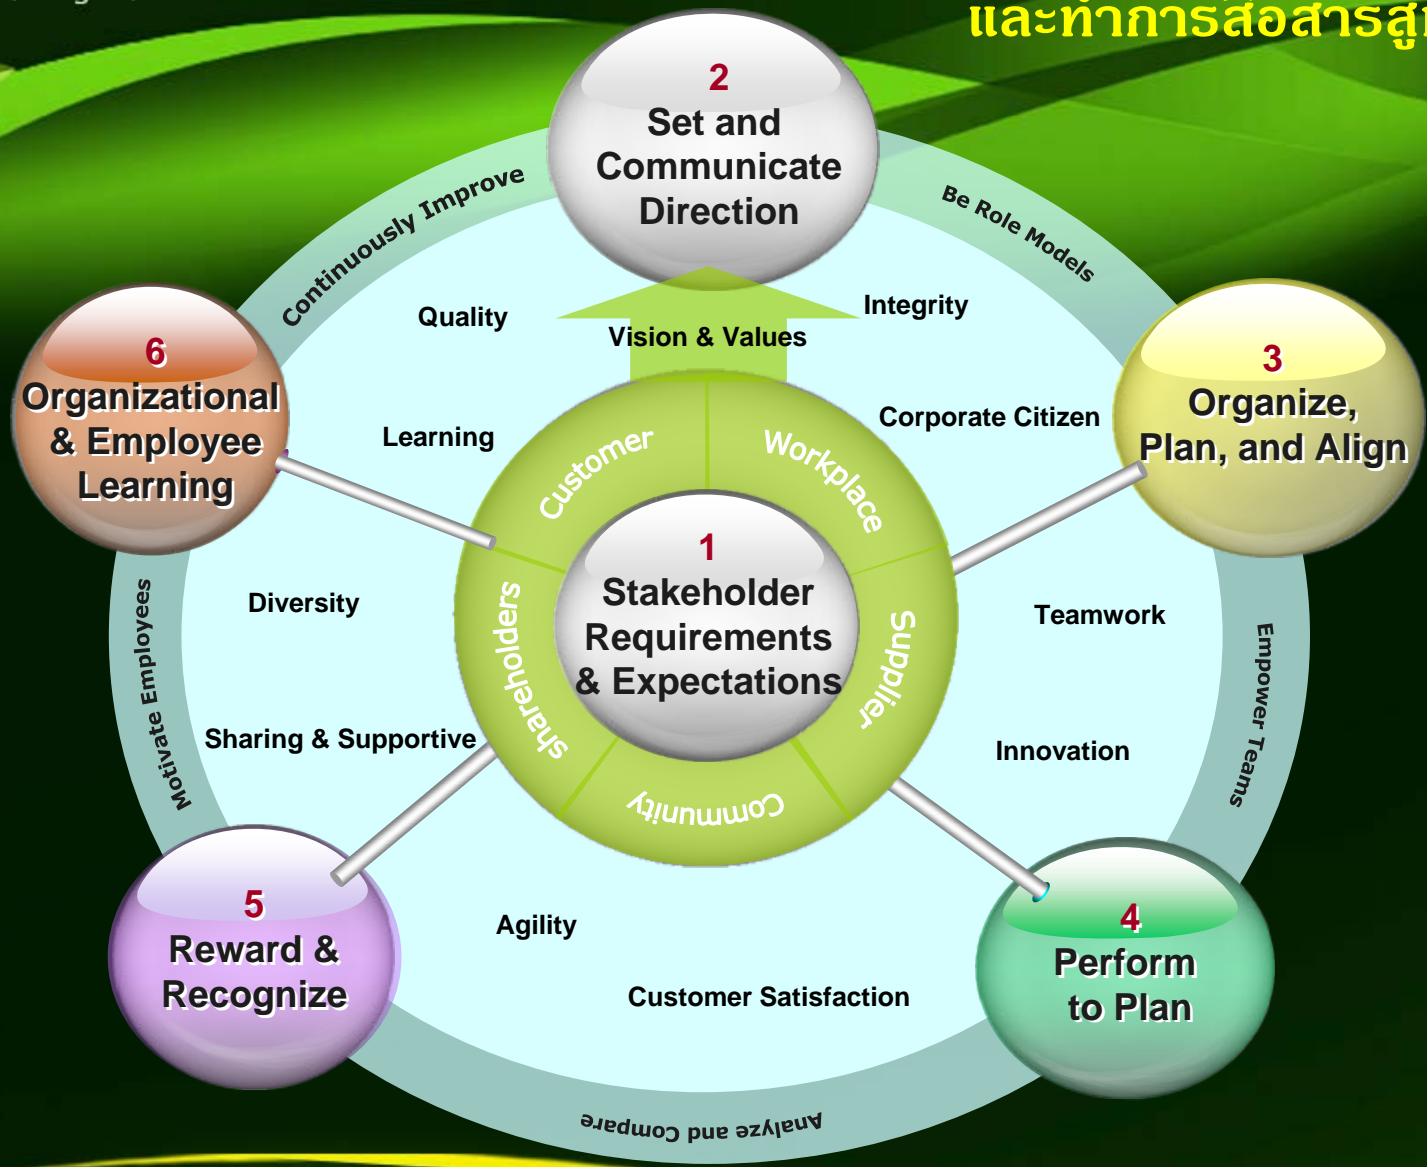 และทำการสื่อสารสู
2
Set and
Communicate
Direction
Continuously Improve
Be Role Models
Quality
Integrity
Vision & Values
6
Organizational
& Employee
Learning
3
Organize,
Plan, and Align
Learning
Corporate Citizen
Customer
Workplace
1
Stakeholder
Requirements
& Expectations
shareholders
Supplier
Community
Diversity
Teamwork
Motivate Employees
Empower Teams
Sharing & Supportive
Innovation
5
Reward &
Recognize
4
Perform
to Plan
Agility
Customer Satisfaction
Analyze and Compare